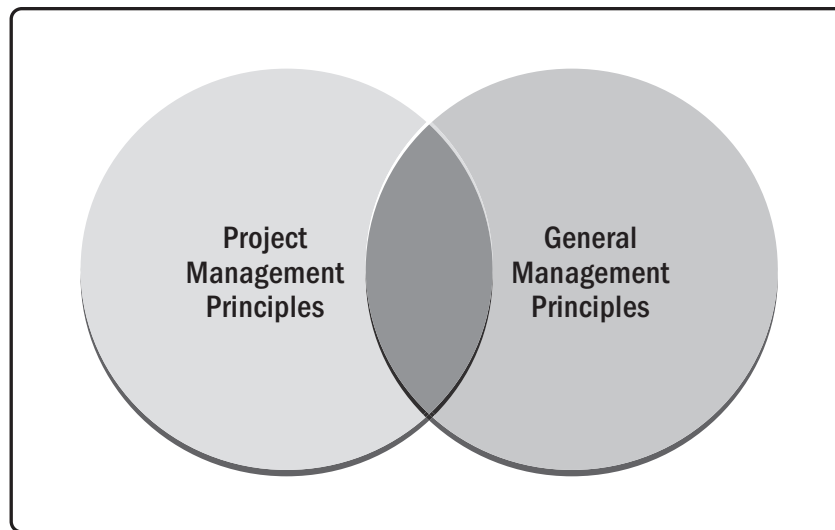 Project
Management
Principles
General
Management
Principles